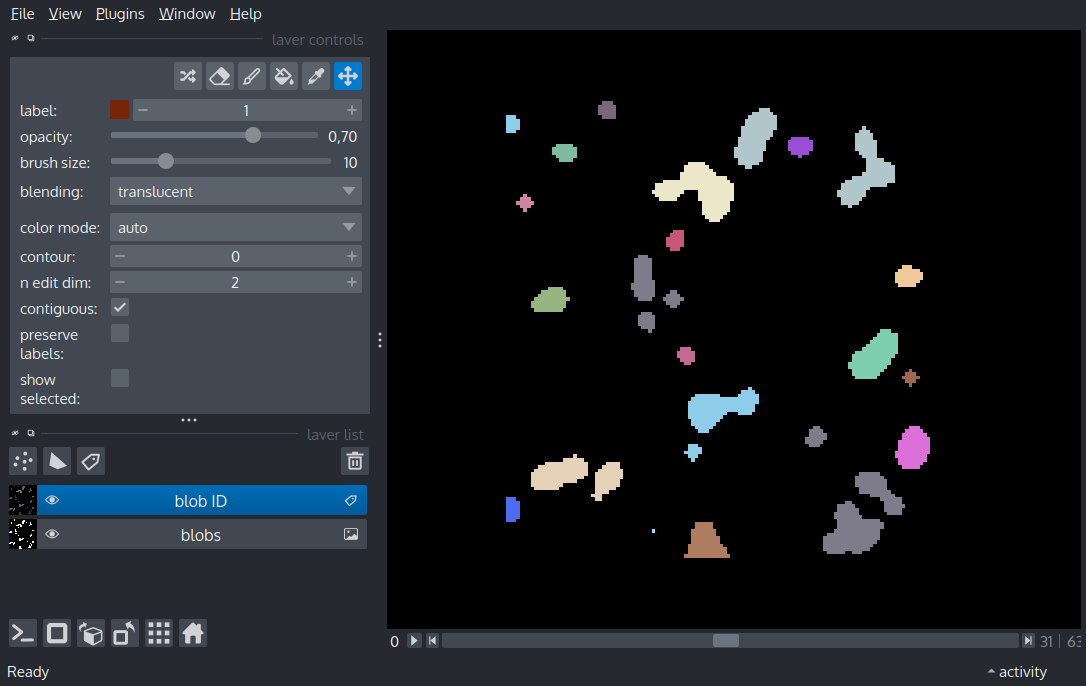 File View Plugins Window Help
layer controls
label: 1
opacity: 0,70
brush size: 10
blending: translucent
color mode: auto
contour: 0
n edit dim: 2
contiguous:
preserve
labels:
show
selected:
layer list
blob ID
blobs
0 31 63
Ready activity